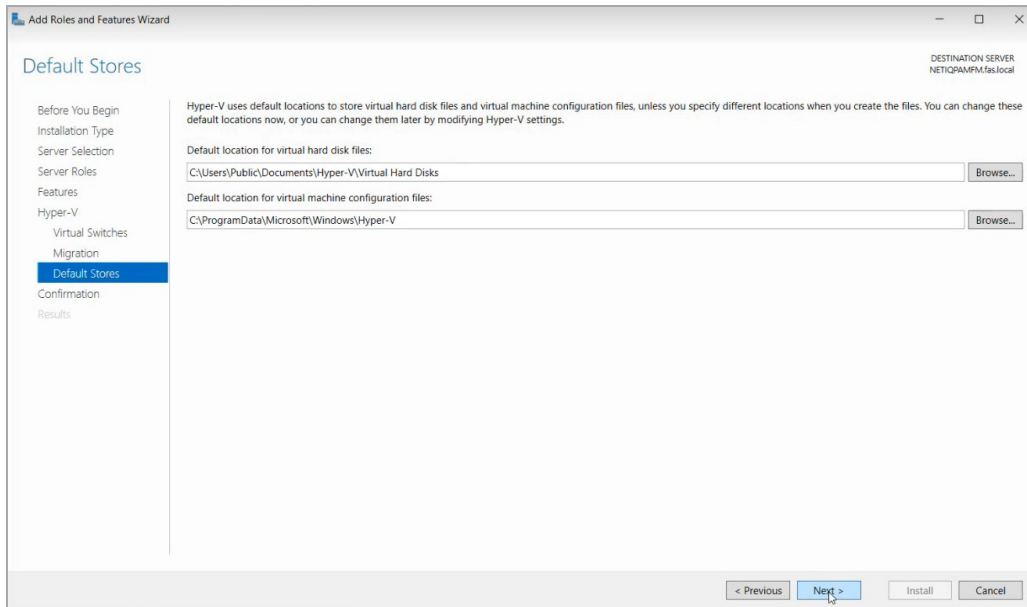 Add Roles and Features Wizard
Default Stores
DESTINATION SERVER
NETIQPAMFM.fas.local
Before You Begin
Installation Type
Server Selection
Server Roles
Features
Hyper-V
Virtual Switches
Migration
Default Stores
Confirmation
Results
Hyper-V uses default locations to store virtual hard disk files and virtual machine configuration files, unless you specify different locations when you create the files. You can change these
default locations now, or you can change them later by modifying Hyper-V settings.
Default location for virtual hard disk files:
C:\Users\Public\Documents\Hyper-V\Virtual Hard Disks
Browse...
Default location for virtual machine configuration files:
C:\ProgramData\Microsoft\Windows\Hyper-V
Browse...
< Previous
Next >
Install
Cancel